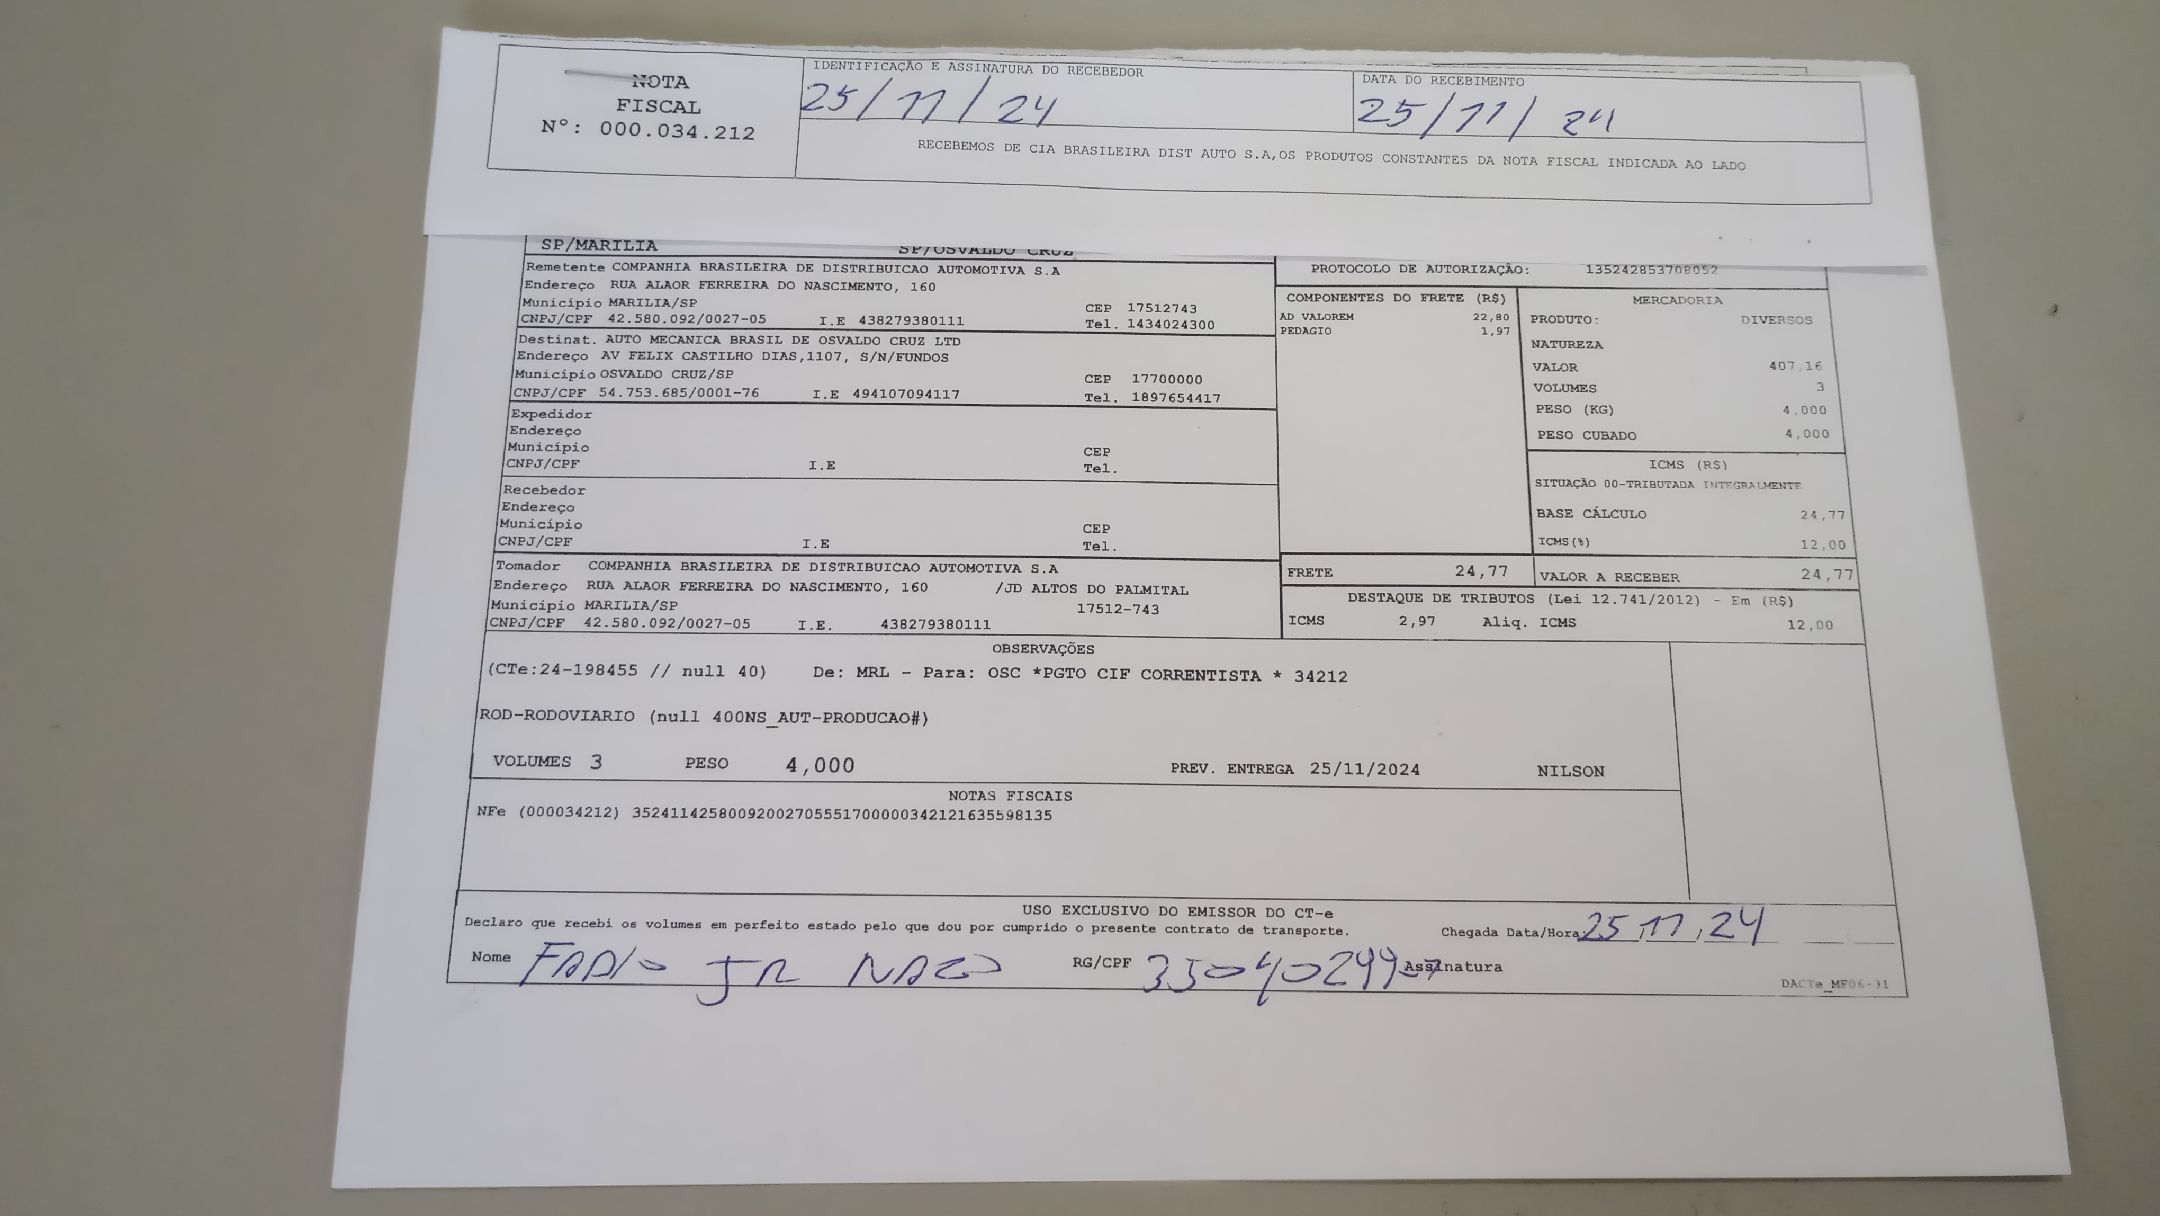 NOTA
FISCAL
Nº: 000.034.212
IDENTIFICAÇÃO E ASSINATURA DO RECEBEDOR
25/11/24
DATA DO RECEBIMENTO
25/11/24
RECEBEMOS DE CIA BRASILEIRA DIST AUTO S.A,OS PRODUTOS CONSTANTES DA NOTA FISCAL INDICADA AO LADO
SP/MARILIA SP/OSVALDO CRUZ
Remetente COMPANHIA BRASILEIRA DE DISTRIBUICAO AUTOMOTIVA S.A
Endereço RUA ALAOR FERREIRA DO NASCIMENTO, 160
Município MARILIA/SP CEP 17512743
CNPJ/CPF 42.580.092/0027-05 I.E 438279380111 Tel. 1434024300
Destinat. AUTO MECANICA BRASIL DE OSVALDO CRUZ LTD
Endereço AV FELIX CASTILHO DIAS,1107, S/N/FUNDOS
Município OSVALDO CRUZ/SP CEP 17700000
CNPJ/CPF 54.753.685/0001-76 I.E 494107094117 Tel. 1897654417
Expedidor
Endereço
Município CEP
CNPJ/CPF I.E Tel.
Recebedor
Endereço
Município CEP
CNPJ/CPF I.E Tel.
Tomador COMPANHIA BRASILEIRA DE DISTRIBUICAO AUTOMOTIVA S.A
Endereço RUA ALAOR FERREIRA DO NASCIMENTO, 160 /JD ALTOS DO PALMITAL
Município MARILIA/SP 17512-743
CNPJ/CPF 42.580.092/0027-05 I.E. 438279380111
PROTOCOLO DE AUTORIZAÇÃO: 135242853708052
COMPONENTES DO FRETE (R$)
AD VALOREM 22,80
PEDAGIO 1,97
MERCADORIA
PRODUTO: DIVERSOS
NATUREZA
VALOR 407,16
VOLUMES 3
PESO (KG) 4,000
PESO CUBADO 4,000
ICMS (R$)
SITUAÇÃO 00-TRIBUTADA INTEGRALMENTE
BASE CÁLCULO 24,77
ICMS(%) 12,00
FRETE 24,77 VALOR A RECEBER 24,77
DESTAQUE DE TRIBUTOS (Lei 12.741/2012) - Em (R$)
ICMS 2,97 Aliq. ICMS 12,00
OBSERVAÇÕES
(CTe:24-198455 // null 40) De: MRL - Para: OSC *PGTO CIF CORRENTISTA * 34212
ROD-RODOVIARIO (null 400NS_AUT-PRODUCAO#)
VOLUMES 3 PESO 4,000 PREV. ENTREGA 25/11/2024 NILSON
NOTAS FISCAIS
NFe (000034212) 35241142580092002705551700000342121635598135
USO EXCLUSIVO DO EMISSOR DO CT-e
Declaro que recebi os volumes em perfeito estado pelo que dou por cumprido o presente contrato de transporte. Chegada Data/Hora 25/11/24
Nome FABIO JR RG/CPF Assinatura
DACTe_MF06-31